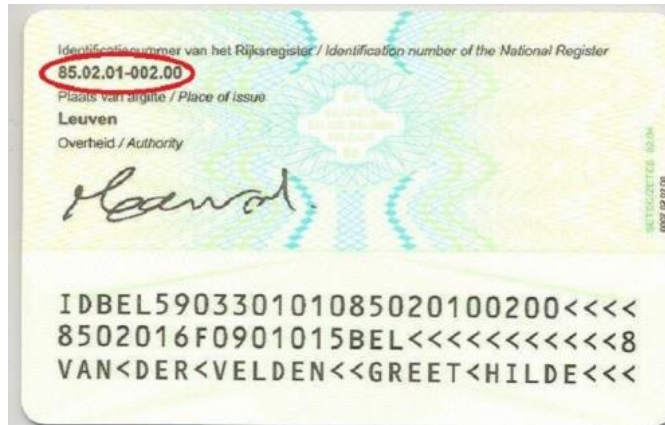 Identificatienummer van het Rijksregister / Identification number of the National Register
85.02.01-002.00
Plaats van afgifte / Place of issue
Leuven
Overheid / Authority
IDBEL590330101085020100200<<<<
8502016F0901015BEL<<<<<<<<<<<8
VAN<DER<VELDEN<<GREET<HILDE<<<